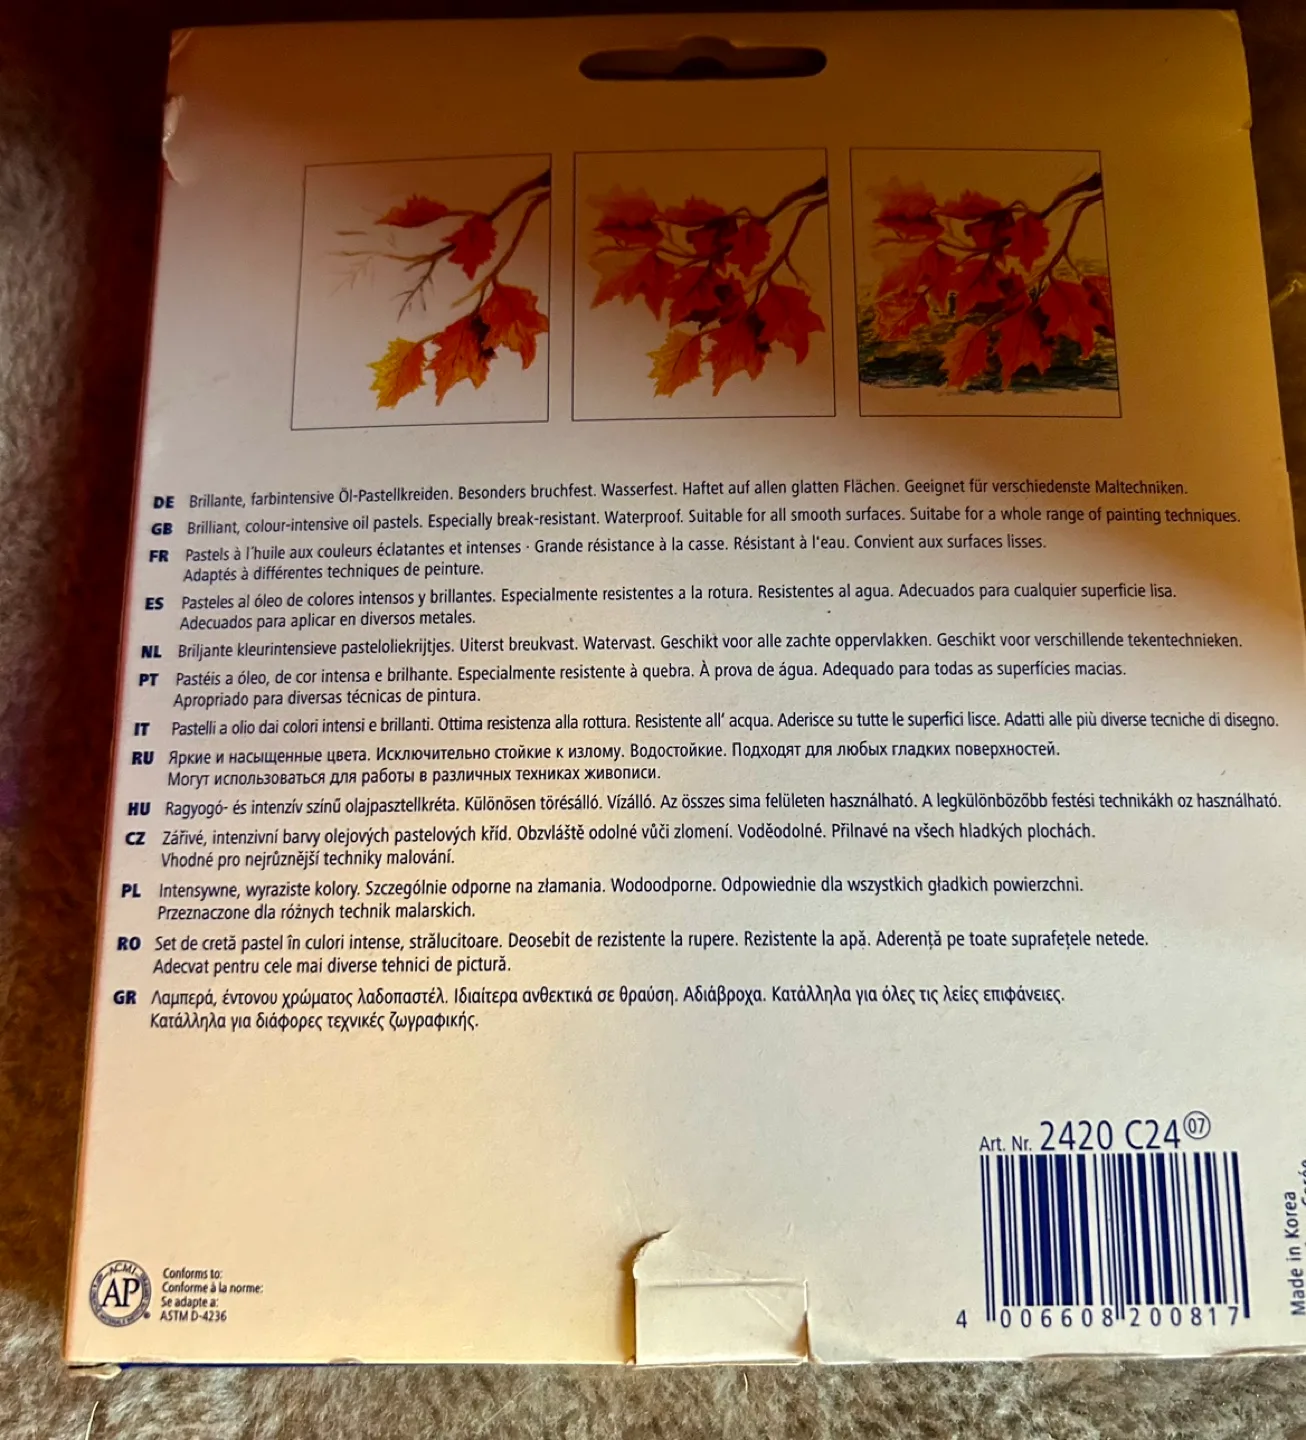 DE Brillante, farbintensive Öl-Pastellkreiden. Besonders bruchfest. Wasserfest. Haftet auf allen glatten Flächen. Geeignet für verschiedenste Maltechniken.
GB Brilliant, colour-intensive oil pastels. Especially break-resistant. Waterproof. Suitable for all smooth surfaces. Suitabe for a whole range of painting techniques.
FR Pastels à l'huile aux couleurs éclatantes et intenses · Grande résistance à la casse. Résistant à l'eau. Convient aux surfaces lisses.
Adaptés à différentes techniques de peinture.
ES Pasteles al óleo de colores intensos y brillantes. Especialmente resistentes a la rotura. Resistentes al agua. Adecuados para cualquier superficie lisa.
Adecuados para aplicar en diversos metales.
NL Briljante kleurintensieve pasteloliekrijtjes. Uiterst breukvast. Watervast. Geschikt voor alle zachte oppervlakken. Geschikt voor verschillende tekentechnieken.
PT Pastéis a óleo, de cor intensa e brilhante. Especialmente resistente à quebra. À prova de água. Adequado para todas as superfícies macias.
Apropriado para diversas técnicas de pintura.
IT Pastelli a olio dai colori intensi e brillanti. Ottima resistenza alla rottura. Resistente all' acqua. Aderisce su tutte le superfici lisce. Adatti alle più diverse tecniche di disegno.
RU Яркие и насыщенные цвета. Исключительно стойкие к излому. Водостойкие. Подходят для любых гладких поверхностей.
Могут использоваться для работы в различных техниках живописи.
HU Ragyogó- és intenzív színű olajpasztellkréta. Különösen törésálló. Vízálló. Az összes sima felületen használható. A legkülönbözőbb festési technikákh oz használható.
CZ Zářivé, intenzivní barvy olejových pastelových kříd. Obzvláště odolné vůči zlomení. Voděodolné. Přilnavé na všech hladkých plochách.
Vhodné pro nejrůznější techniky malování.
PL Intensywne, wyraziste kolory. Szczególnie odporne na złamania. Wodoodporne. Odpowiednie dla wszystkich gładkich powierzchni.
Przeznaczone dla różnych technik malarskich.
RO Set de cretă pastel în culori intense, strălucitoare. Deosebit de rezistente la rupere. Rezistente la apă. Aderenţă pe toate suprafeţele netede.
Adecvat pentru cele mai diverse tehnici de pictură.
GR Λαμπερά, έντονου χρώματος λαδοπαστέλ. Ιδιαίτερα ανθεκτικά σε θραύση. Αδιάβροχα. Κατάλληλα για όλες τις λείες επιφάνειες.
Κατάλληλα για διάφορες τεχνικές ζωγραφικής.
Art. Nr. 2420 C24 07
4 006608 200817
Made in Korea
ACMI
AP
Conforms to:
Conforme à la norme:
Se adapte a:
ASTM D-4236